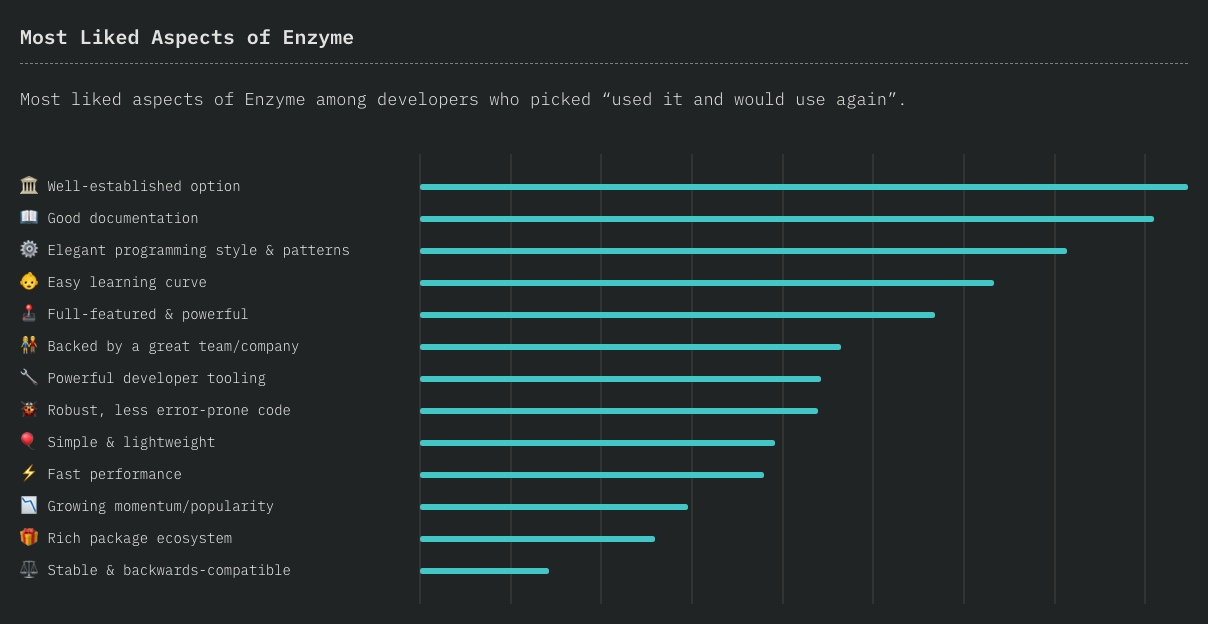 Most Liked Aspects of Enzyme
Most liked aspects of Enzyme among developers who picked “used it and would use again”.
Well-established option
Good documentation
Elegant programming style & patterns
Easy learning curve
Full-featured & powerful
Backed by a great team/company
Powerful developer tooling
Robust, less error-prone code
Simple & lightweight
Fast performance
Growing momentum/popularity
Rich package ecosystem
Stable & backwards-compatible